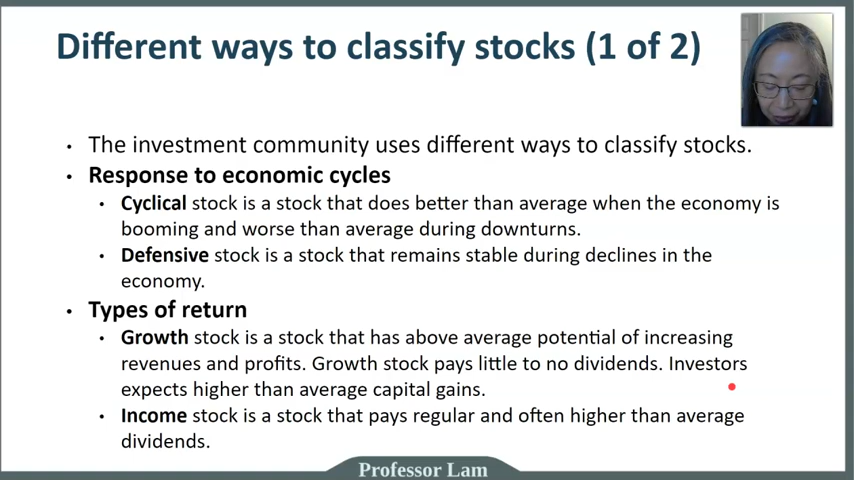 Different ways to classify stocks (1 of 2)
• The investment community uses different ways to classify stocks.
• Response to economic cycles
• Cyclical stock is a stock that does better than average when the economy is
booming and worse than average during downturns.
• Defensive stock is a stock that remains stable during declines in the
economy.
• Types of return
• Growth stock is a stock that has above average potential of increasing
revenues and profits. Growth stock pays little to no dividends. Investors
expects higher than average capital gains.
• Income stock is a stock that pays regular and often higher than average
dividends.
Professor Lam